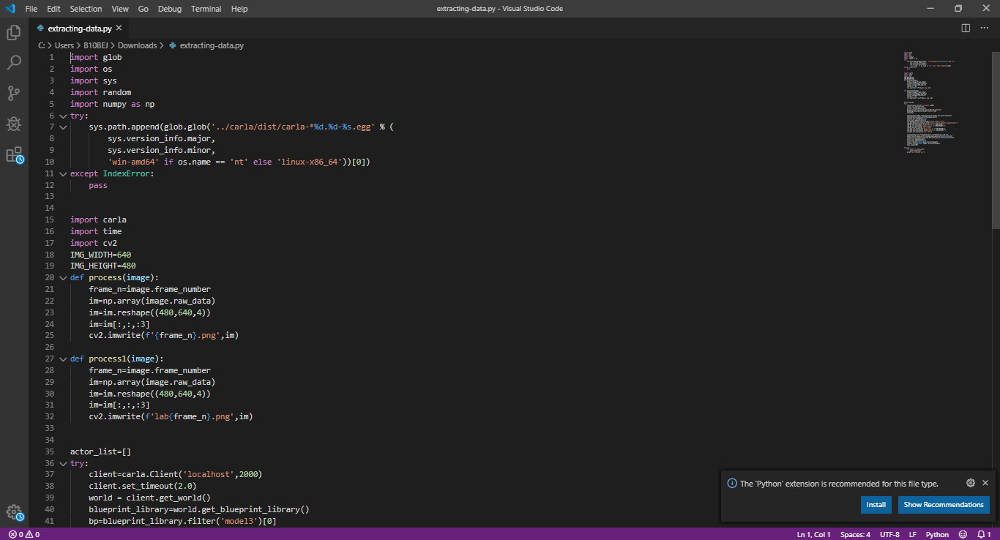 File Edit Selection View Go Debug Terminal Help extracting-data.py - Visual Studio Code
extracting-data.py
C: > Users > B10BEJ > Downloads > extracting-data.py
1 import glob
2 import os
3 import sys
4 import random
5 import numpy as np
6 try:
7 sys.path.append(glob.glob('../carla/dist/carla-*%d.%d-%s.egg' % (
8 sys.version_info.major,
9 sys.version_info.minor,
10 'win-amd64' if os.name == 'nt' else 'linux-x86_64'))[0])
11 except IndexError:
12 pass
13
14
15 import carla
16 import time
17 import cv2
18 IMG_WIDTH=640
19 IMG_HEIGHT=480
20 def process(image):
21 frame_n=image.frame_number
22 im=np.array(image.raw_data)
23 im=im.reshape((480,640,4))
24 im=im[:,:,:3]
25 cv2.imwrite(f'{frame_n}.png',im)
26
27 def process1(image):
28 frame_n=image.frame_number
29 im=np.array(image.raw_data)
30 im=im.reshape((480,640,4))
31 im=im[:,:,:3]
32 cv2.imwrite(f'lab{frame_n}.png',im)
33
34
35 actor_list=[]
36 try:
37 client=carla.Client('localhost',2000)
38 client.set_timeout(2.0)
39 world = client.get_world()
40 blueprint_library=world.get_blueprint_library()
41 bp=blueprint_library.filter('model3')[0]
The 'Python' extension is recommended for this file type.
Install Show Recommendations
0 0 Ln 1, Col 1 Spaces: 4 UTF-8 LF Python 1